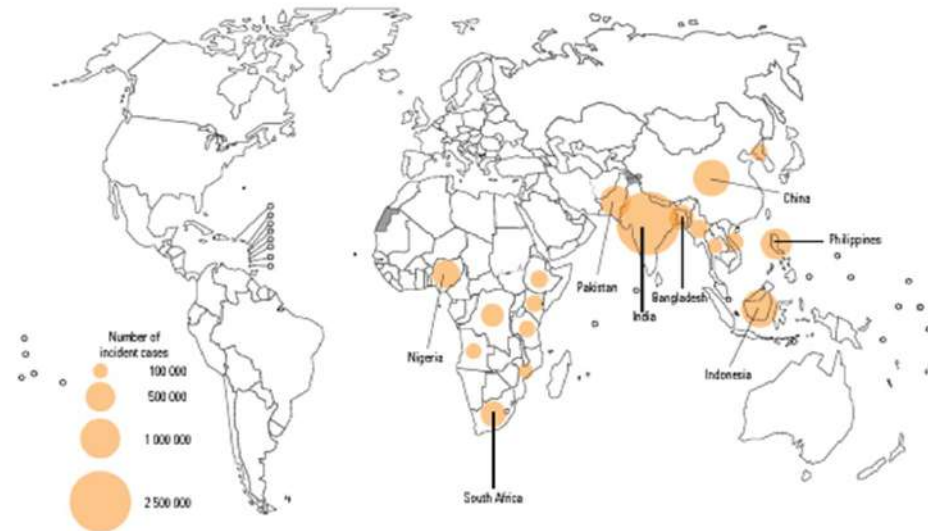 China
Philippines
Pakistan
Bangladesh
India
Nigeria
Indonesia
South Africa
Number of
incident cases
100 000
500 000
1 000 000
2 500 000